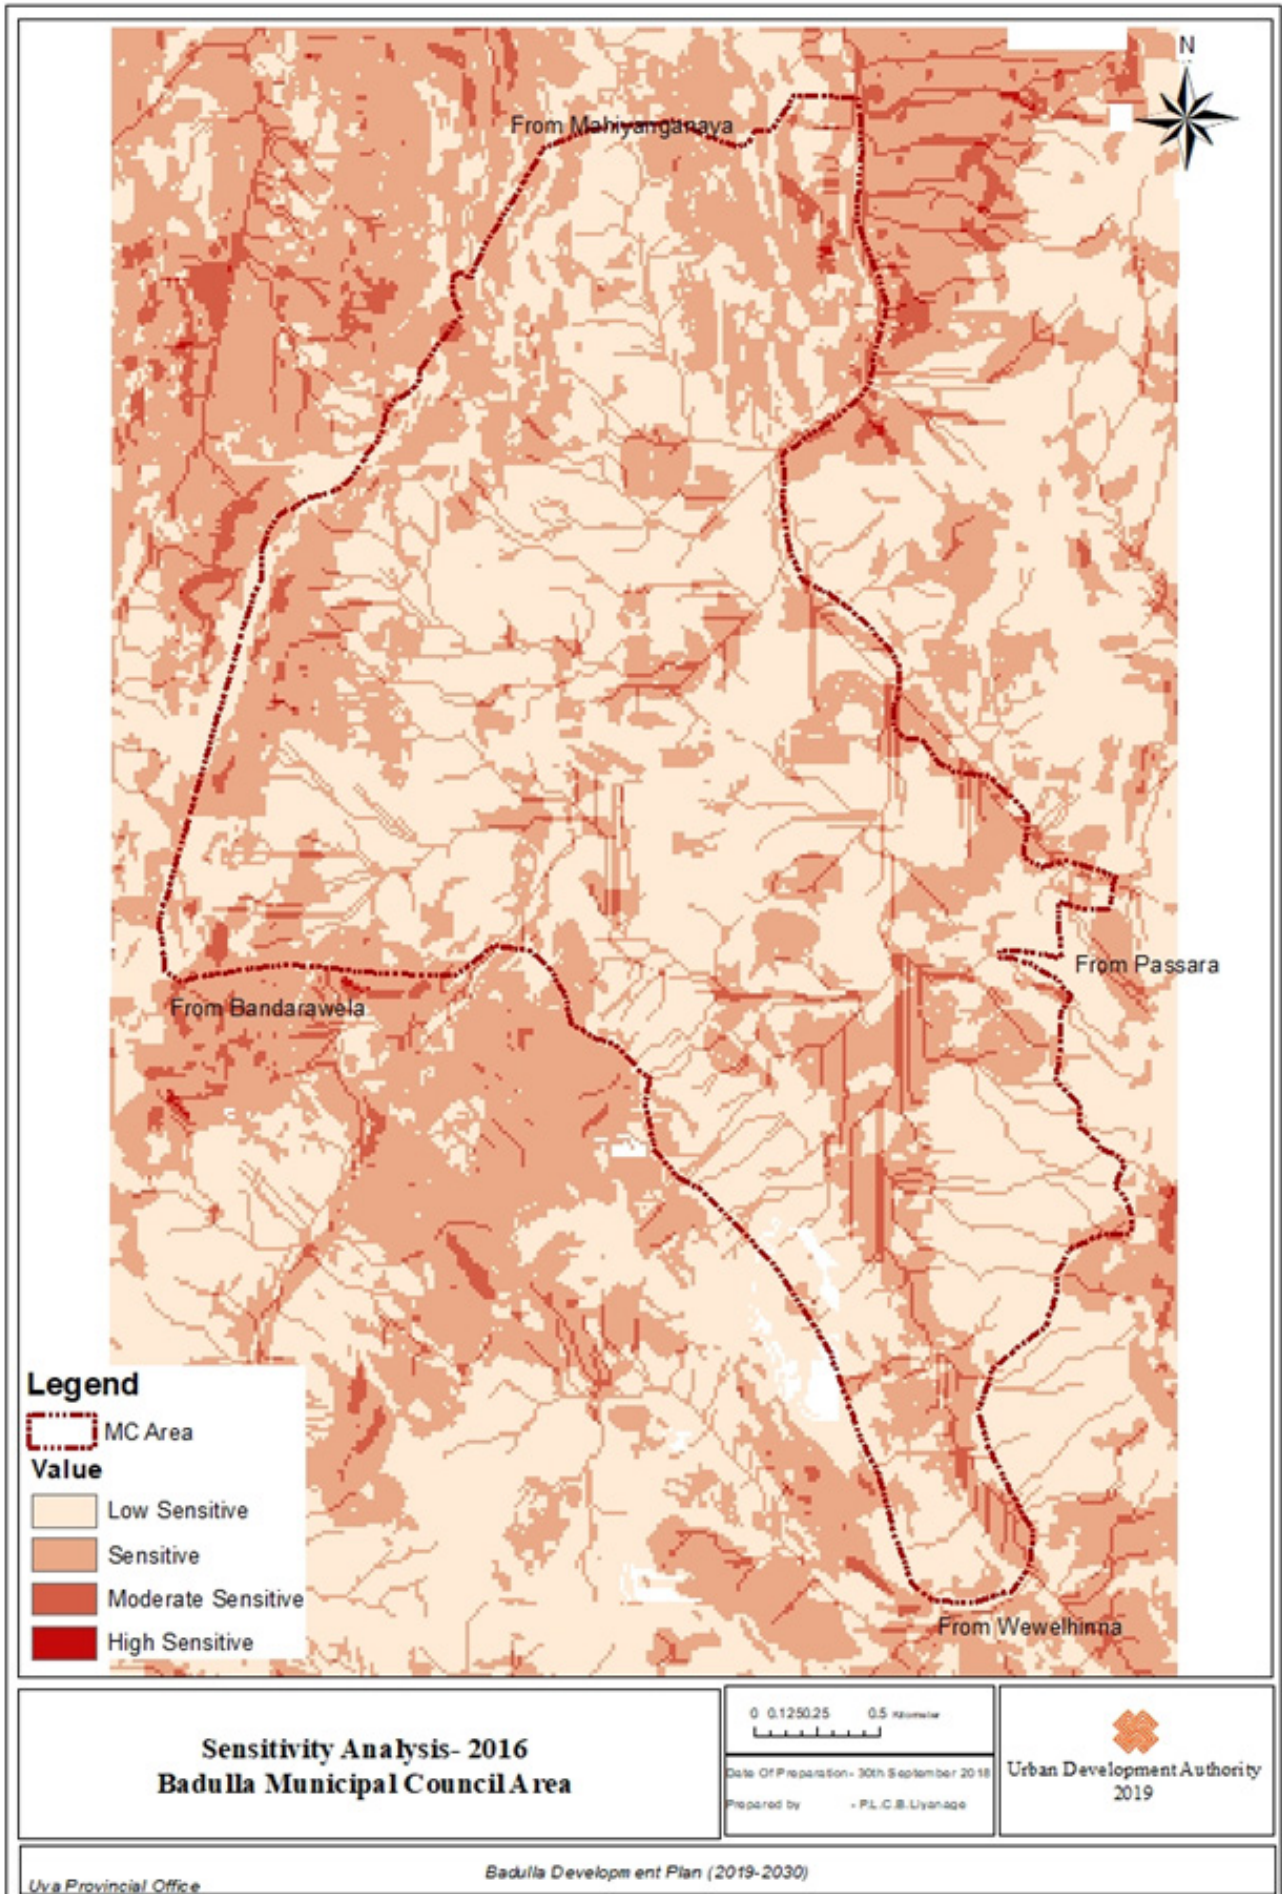 N
From Mahiyanganaya
From Passara
From Bandarawela
Legend
MC Area
Value
Low Sensitive
Sensitive
Moderate Sensitive
High Sensitive
From Wewelhinna
Sensitivity Analysis- 2016
Badulla Municipal Council Area
0 0.1250.25 0.5 Kilometer
Date Of Preparation- 30th September 2018
Prepared by - P.L.C.B.Liyanage
Urban Development Authority
2019
Badulla Development Plan (2019-2030)
Uva Provincial Office